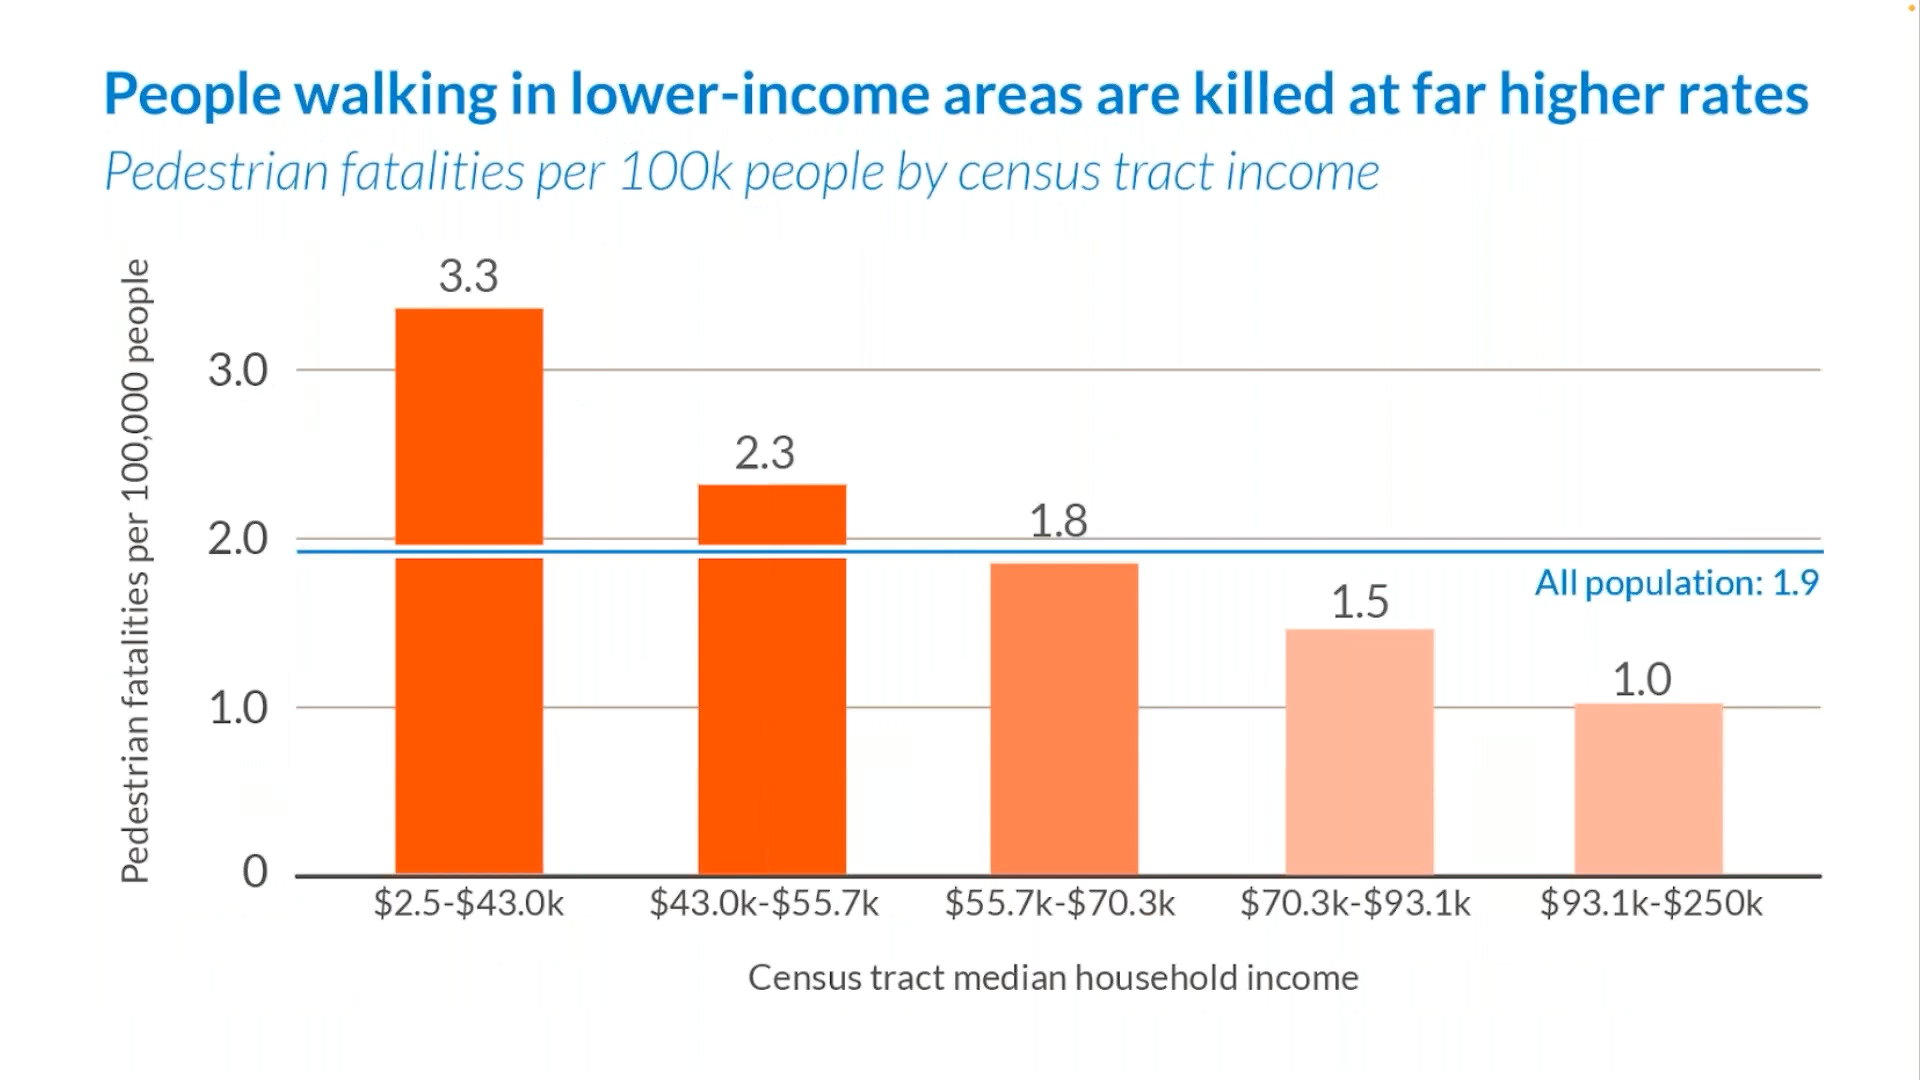 People walking in lower-income areas are killed at far higher rates
Pedestrian fatalities per 100k people by census tract income
Pedestrian fatalities per 100,000 people
3.3
3.0
2.3
2.0
1.8
All population: 1.9
1.5
1.0
1.0
0
$2.5-$43.0k
$43.0k-$55.7k
$55.7k-$70.3k
$70.3k-$93.1k
$93.1k-$250k
Census tract median household income